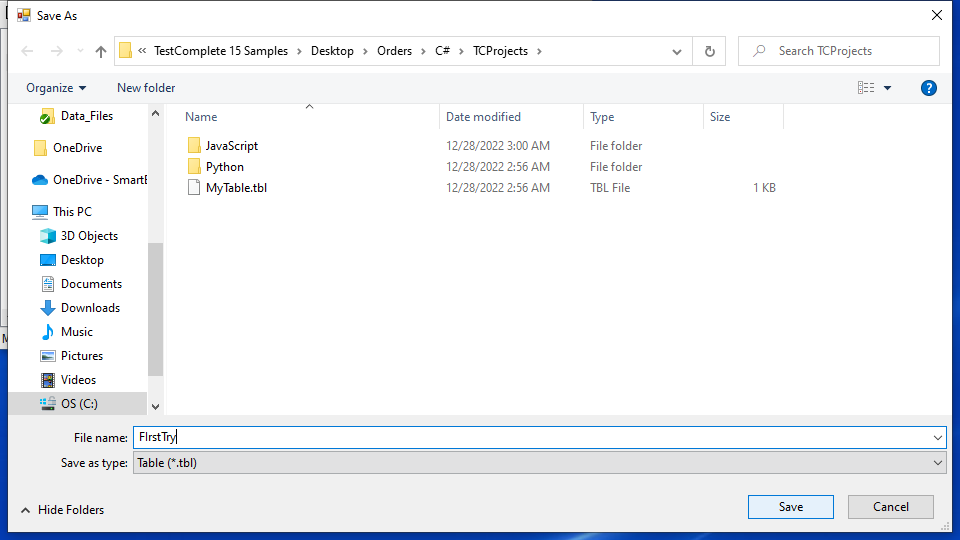 Save As
« TestComplete 15 Samples > Desktop > Orders > C# > TCProjects >
Search TCProjects
Organize
New folder
Name Date modified Type Size
Data_Files
OneDrive
OneDrive - SmartB
This PC
3D Objects
Desktop
Documents
Downloads
Music
Pictures
Videos
OS (C:)
JavaScript 12/28/2022 3:00 AM File folder
Python 12/28/2022 2:56 AM File folder
MyTable.tbl 12/28/2022 2:56 AM TBL File 1 KB
File name: FIrstTry
Save as type: Table (*.tbl)
Hide Folders
Save
Cancel